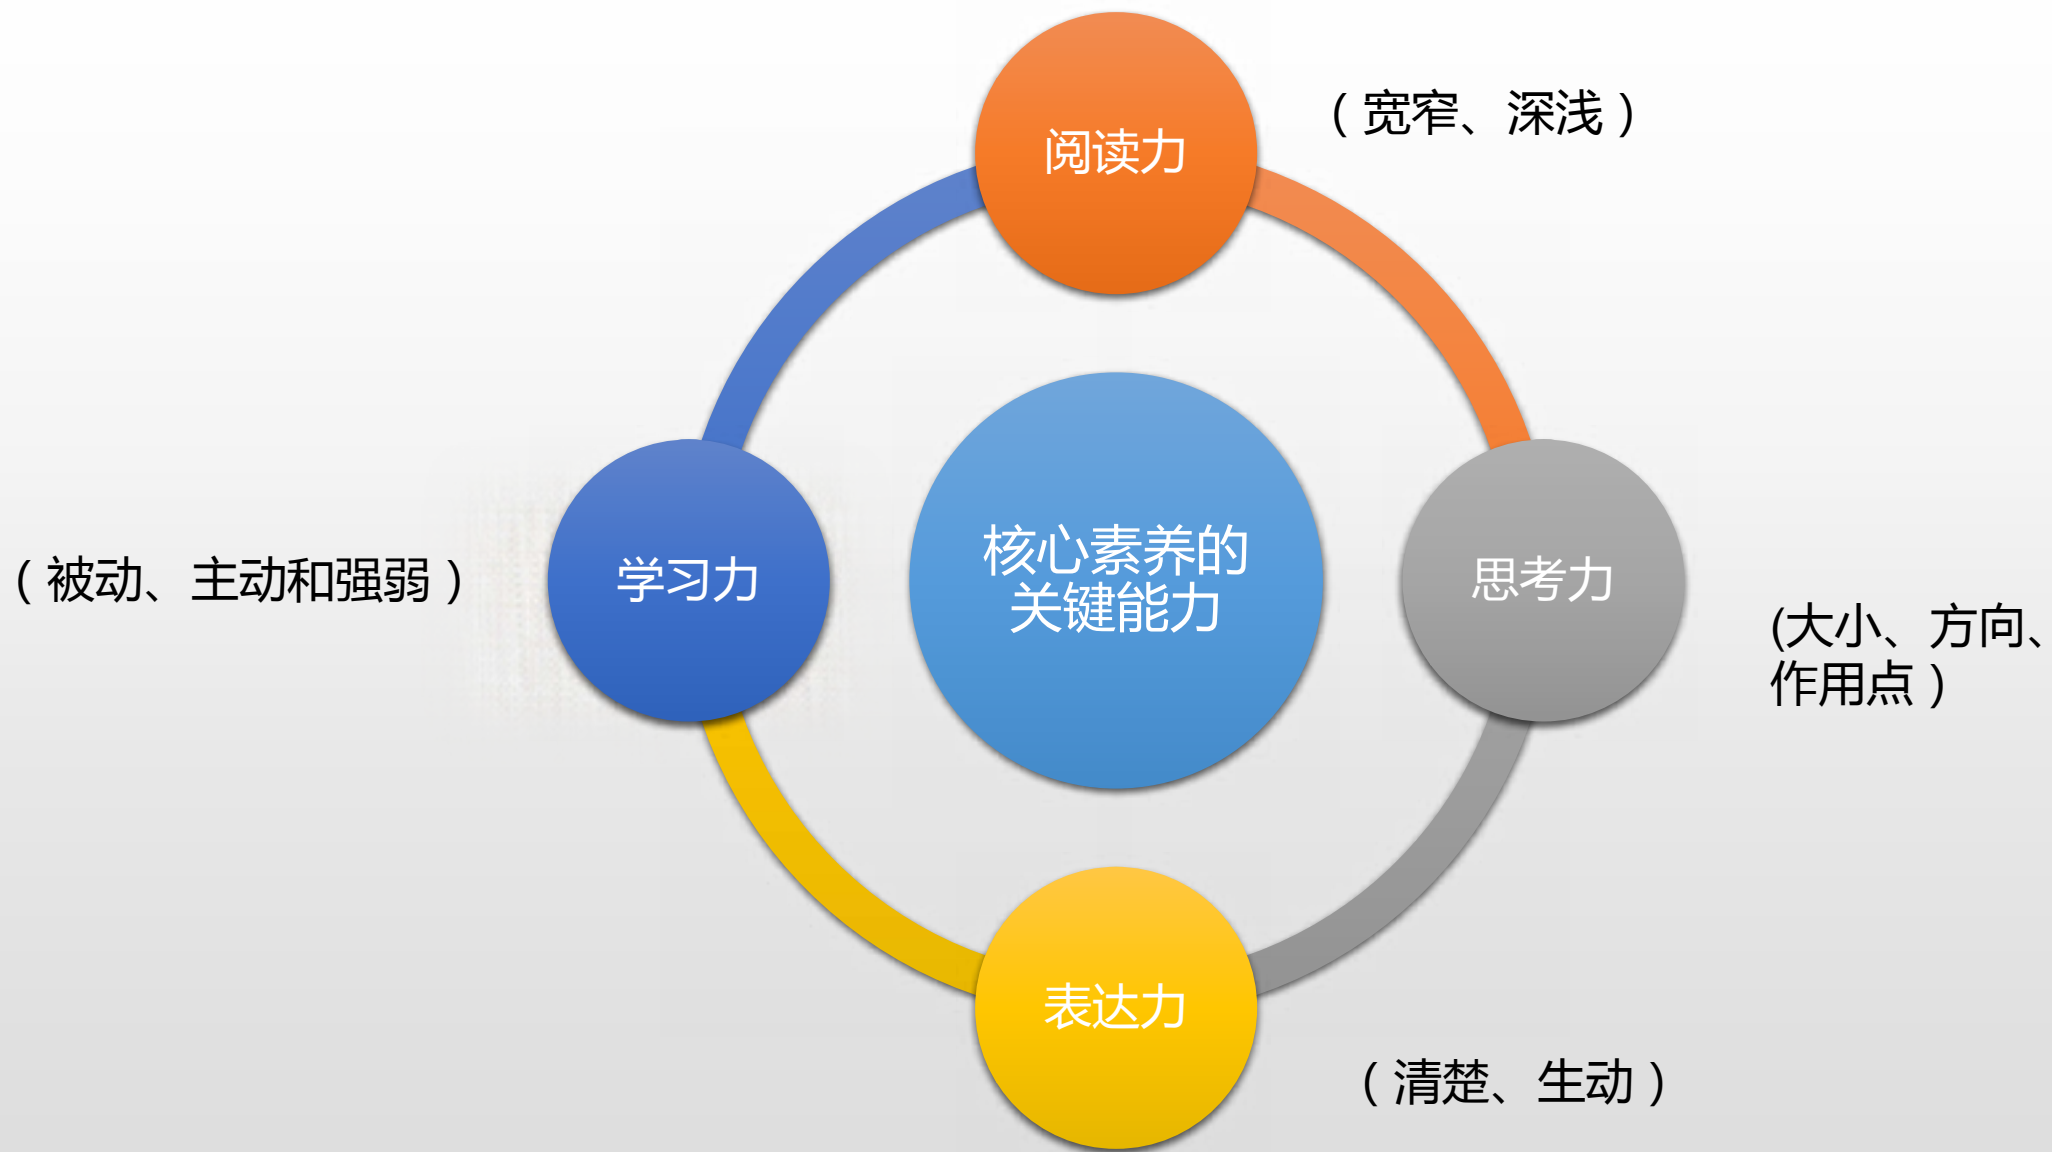 阅读力
（宽窄、深浅）
（被动、主动和强弱）
学习力
核心素养的
关键能力
思考力
(大小、方向、
作用点）
表达力
（清楚、生动）